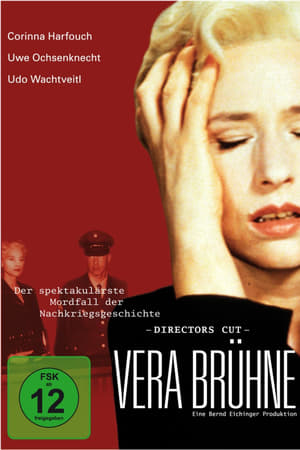 Corinna Harfouch
Uwe Ochsenknecht
Udo Wachtveitl
Der spektakulärste
Mordfall der
Nachkriegsgeschichte
– DIRECTORS CUT –
VERA BRÜHNE
Eine Bernd Eichinger Produktion
FSK
ab
12
freigegeben